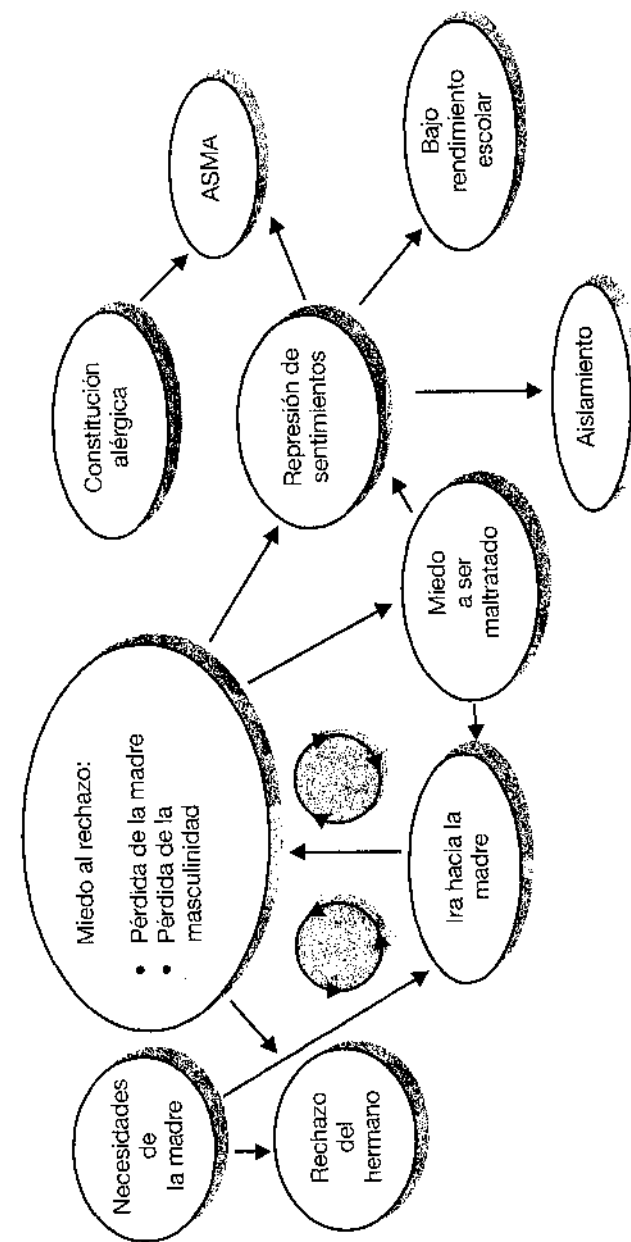 Necesidades
de
la madre
Rechazo
del
hermano
Miedo al rechazo:
• Pérdida de la madre
• Pérdida de la
masculinidad
Ira hacia la
madre
Miedo
a ser
maltratado
Constitución
alérgica
Represión de
sentimientos
Aislamiento
ASMA
Bajo
rendimiento
escolar